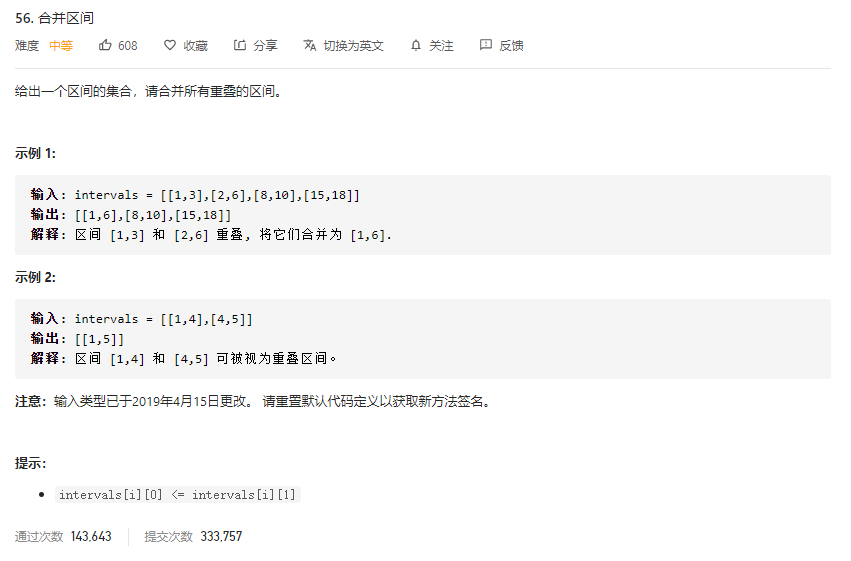 56. 合并区间
难度 中等 608 收藏 分享 切换为英文 关注 反馈
给出一个区间的集合，请合并所有重叠的区间。
示例 1:
输入: intervals = [[1,3],[2,6],[8,10],[15,18]]
输出: [[1,6],[8,10],[15,18]]
解释: 区间 [1,3] 和 [2,6] 重叠, 将它们合并为 [1,6].
示例 2:
输入: intervals = [[1,4],[4,5]]
输出: [[1,5]]
解释: 区间 [1,4] 和 [4,5] 可被视为重叠区间。
注意：输入类型已于2019年4月15日更改。 请重置默认代码定义以获取新方法签名。
提示：
intervals[i][0] <= intervals[i][1]
通过次数 143,643 提交次数 333,757